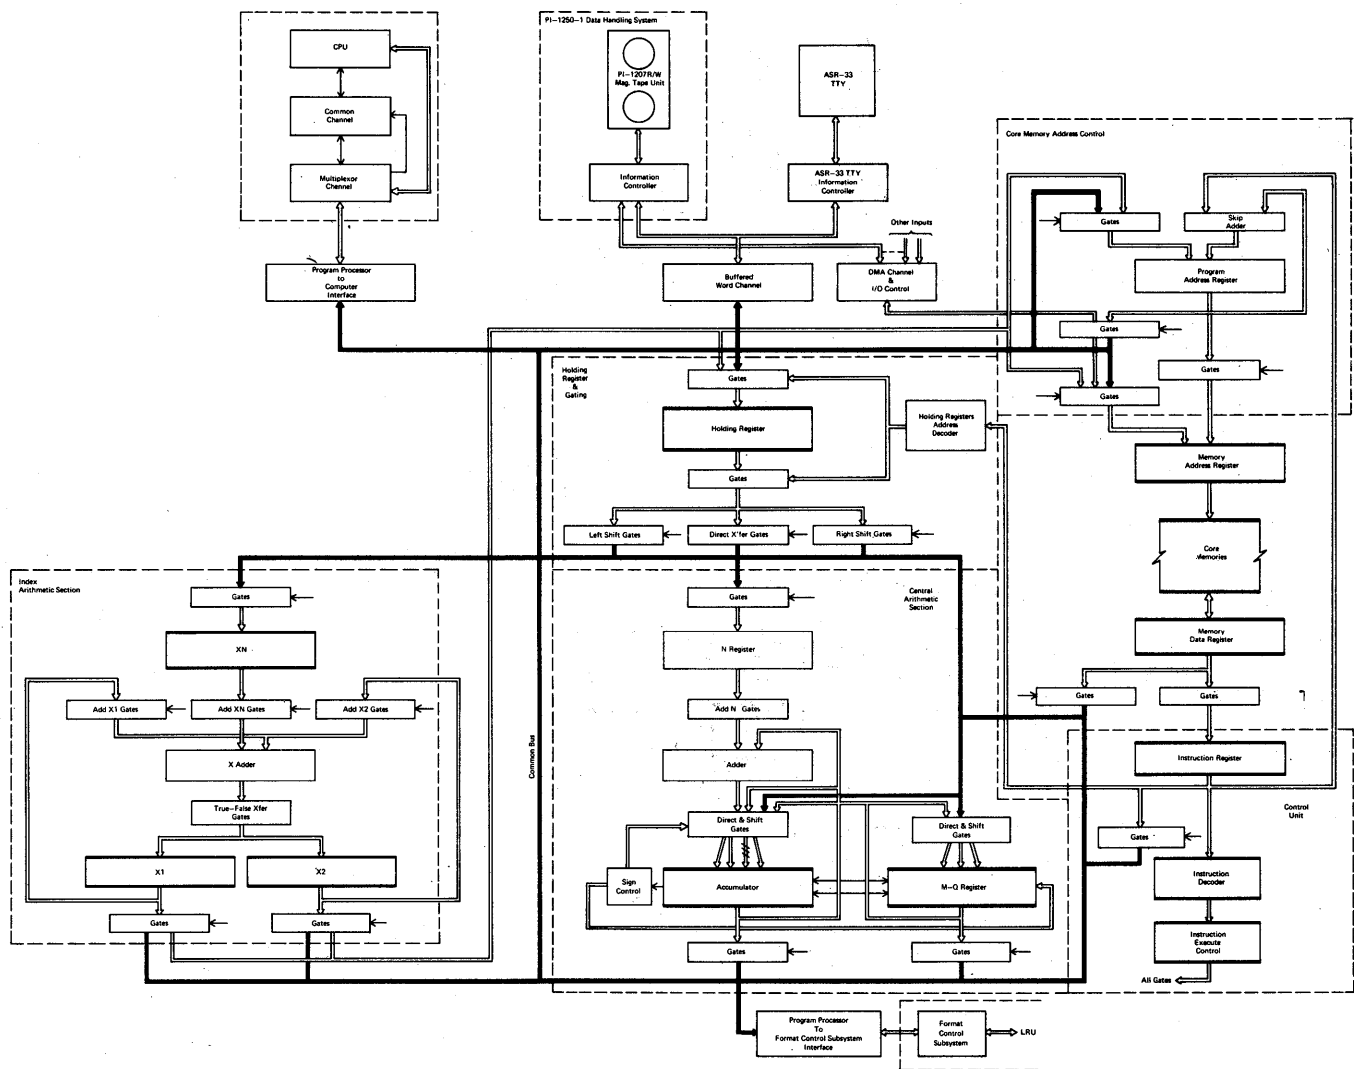 PI-1250-1 Data Handling System
CPU
Common
Channel
Multiplexor
Channel
PI-1207R/W
Mag. Tape Unit
Information
Controller
ASR-33
TTY
ASR-33 TTY
Information
Controller
Core Memory Address Control
Other Inputs
Gates
Skip
Adder
Program Processor
to
Computer
Interface
Buffered
Word Channel
DMA Channel
&
I/O Control
Program
Address Register
Gates
Gates
Gates
Holding
Register
&
Gating
Gates
Holding Register
Holding Registers
Address
Decoder
Gates
Memory
Address Register
Left Shift Gates
Direct X'fer Gates
Right Shift Gates
Core
Memories
Index
Arithmetic Section
Gates
Central
Arithmetic
Section
Gates
XN
N Register
Memory
Data Register
Add X1 Gates
Add XN Gates
Add X2 Gates
Add N Gates
Gates
Gates
X Adder
Common Bus
Adder
Instruction Register
True-False Xfer
Gates
Direct & Shift
Gates
Direct & Shift
Gates
Gates
Control
Unit
X1
X2
Sign
Control
Accumulator
M-Q Register
Instruction
Decoder
Gates
Gates
Gates
Gates
Instruction
Execute
Control
All Gates
Program Processor
To
Format Control Subsystem
Interface
Format
Control
Subsystem
LRU